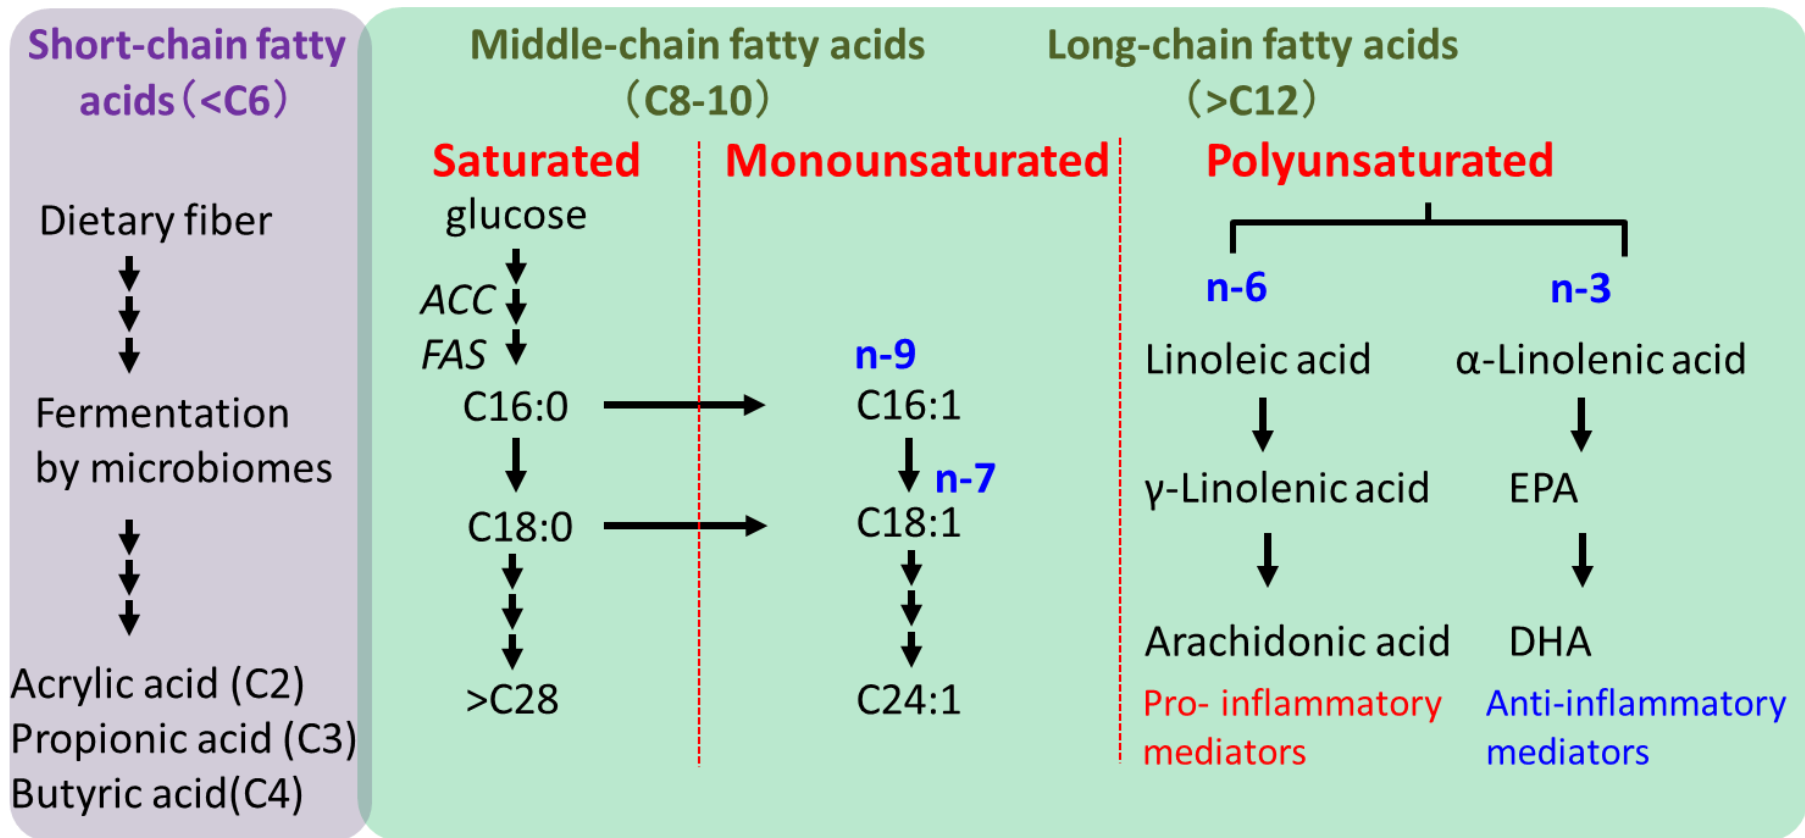 Short-chain fatty
acids（<C6）
Dietary fiber
Fermentation
by microbiomes
Acrylic acid (C2)
Propionic acid (C3)
Butyric acid(C4)
Middle-chain fatty acids
（C8-10）
Long-chain fatty acids
（>C12）
Saturated
glucose
ACC
FAS
C16:0
C18:0
>C28
Monounsaturated
n-9
C16:1
n-7
C18:1
C24:1
Polyunsaturated
n-6
Linoleic acid
γ-Linolenic acid
Arachidonic acid
Pro- inflammatory
mediators
n-3
α-Linolenic acid
EPA
DHA
Anti-inflammatory
mediators